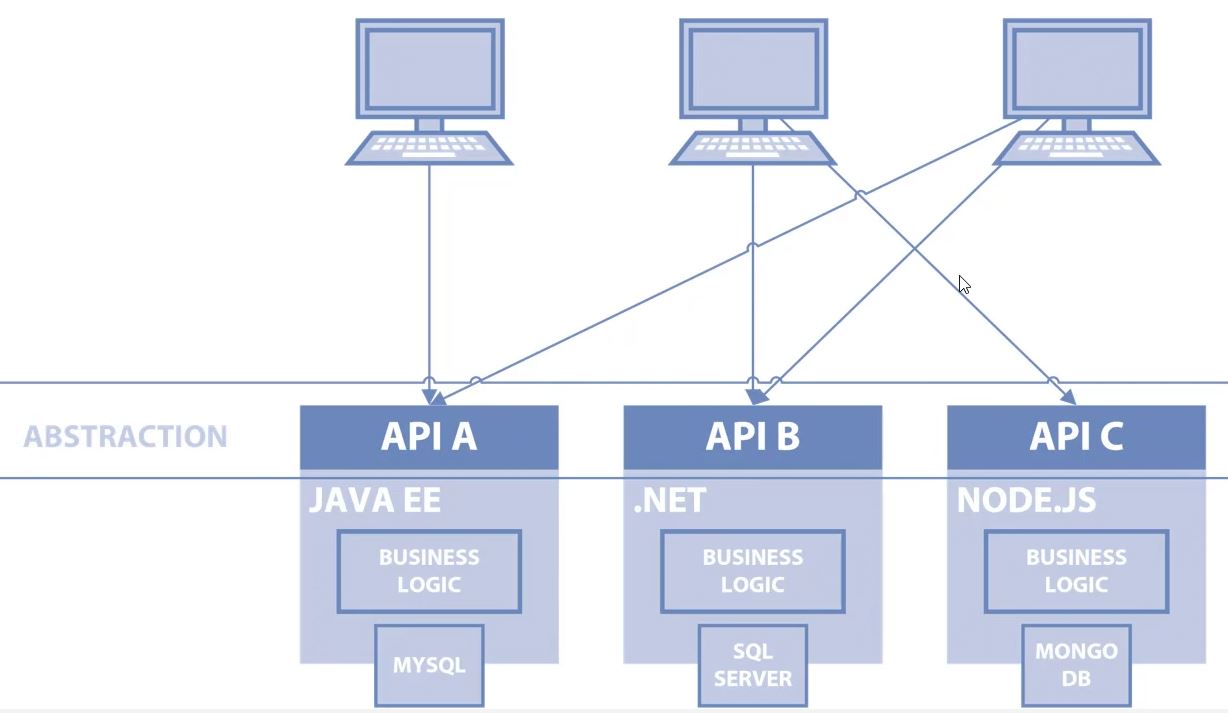 ABSTRACTION
API A
API B
API C
JAVA EE
.NET
NODE.JS
BUSINESS
LOGIC
BUSINESS
LOGIC
BUSINESS
LOGIC
MYSQL
SQL
SERVER
MONGO
DB